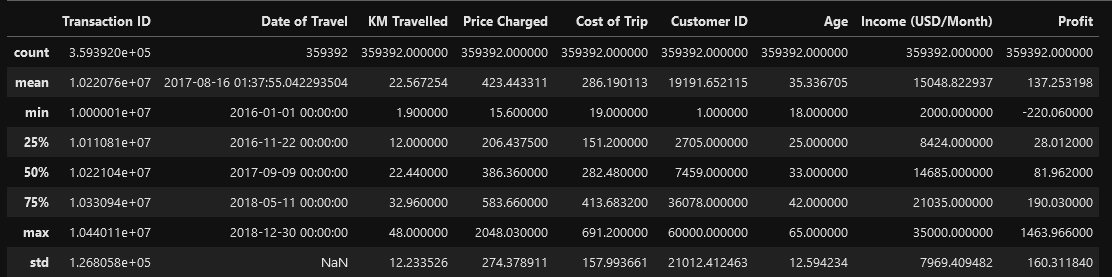 Transaction ID Date of Travel KM Travelled Price Charged Cost of Trip Customer ID Age Income (USD/Month) Profit
count 3.593920e+05 359392 359392.000000 359392.000000 359392.000000 359392.000000 359392.000000 359392.000000 359392.000000
mean 1.022076e+07 2017-08-16 01:37:55.042293504 22.567254 423.443311 286.190113 19191.652115 35.336705 15048.822937 137.253198
min 1.000001e+07 2016-01-01 00:00:00 1.900000 15.600000 19.000000 1.000000 18.000000 2000.000000 -220.060000
25% 1.011081e+07 2016-11-22 00:00:00 12.000000 206.437500 151.200000 2705.000000 25.000000 8424.000000 28.012000
50% 1.022104e+07 2017-09-09 00:00:00 22.440000 386.360000 282.480000 7459.000000 33.000000 14685.000000 81.962000
75% 1.033094e+07 2018-05-11 00:00:00 32.960000 583.660000 413.683200 36078.000000 42.000000 21035.000000 190.030000
max 1.044011e+07 2018-12-30 00:00:00 48.000000 2048.030000 691.200000 60000.000000 65.000000 35000.000000 1463.966000
std 1.268058e+05 NaN 12.233526 274.378911 157.993661 21012.412463 12.594234 7969.409482 160.311840